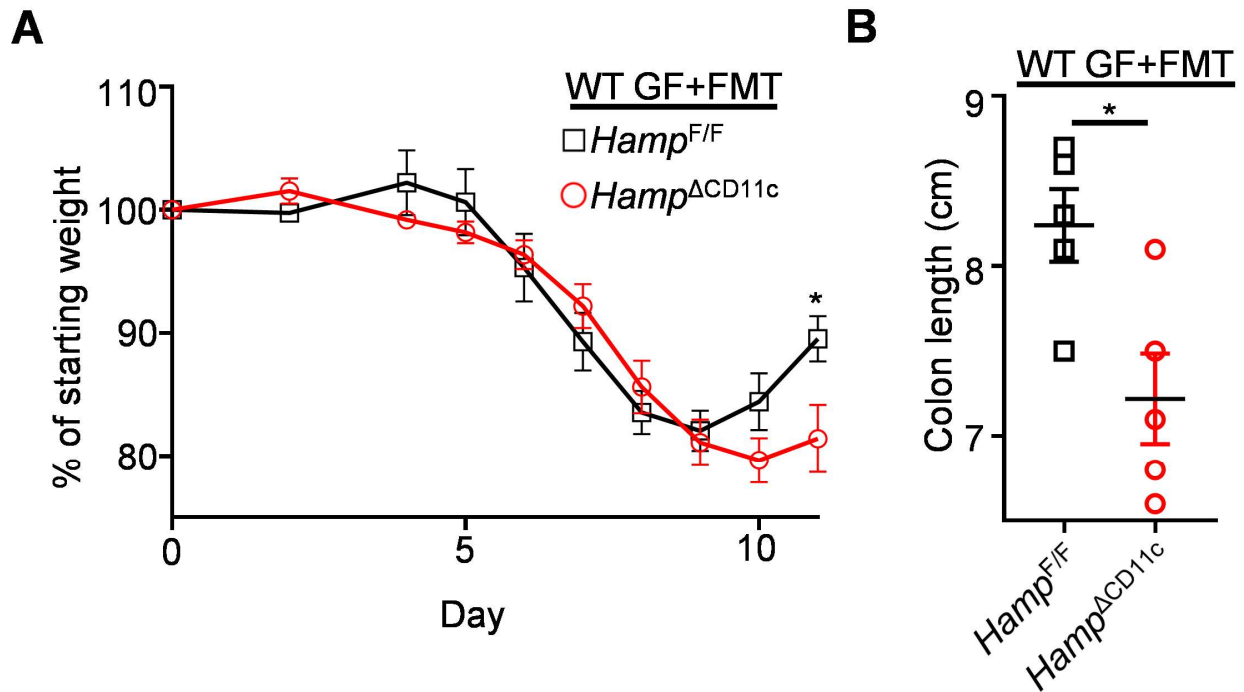 A
WT GF+FMT
Hamp^F/F
Hamp^ΔCD11c
% of starting weight
110
100
90
80
0
5
10
*
Day
B
WT GF+FMT
*
Colon length (cm)
9
8
7
Hamp^F/F
Hamp^ΔCD11c